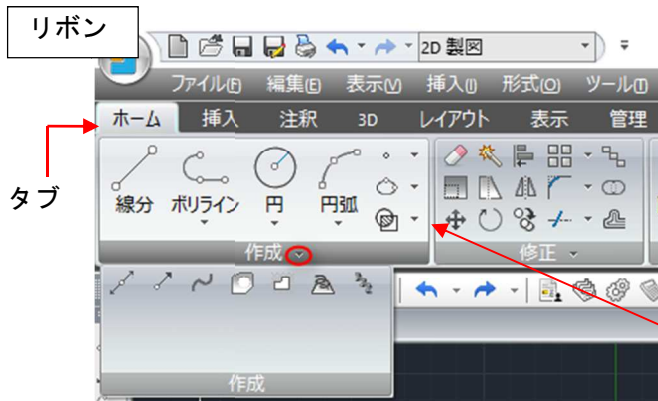 リボン
2D 製図
ファイル(F) 編集(E) 表示(V) 挿入(I) 形式(O) ツール(T)
ホーム 挿入 注釈 3D レイアウト 表示 管理
タブ
線分 ポリライン 円 円弧
作成 修正
作成